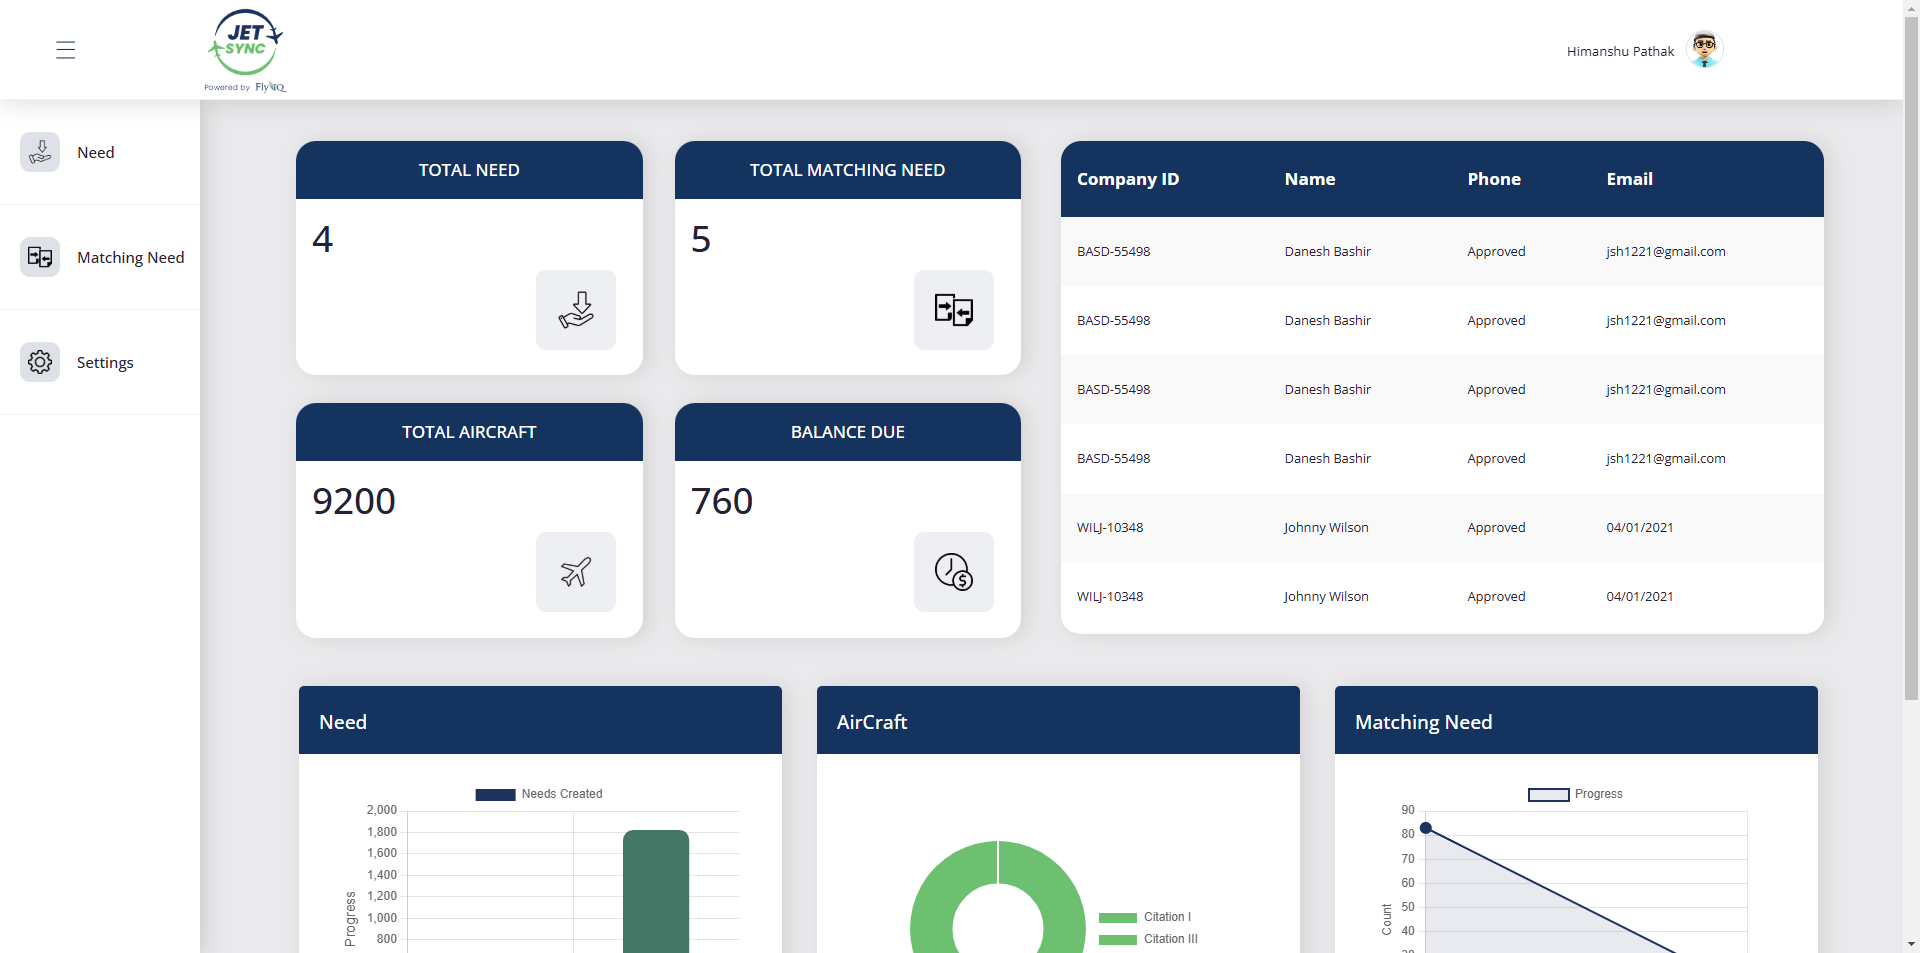 JET
SYNC
Powered by FlyIQ
Himanshu Pathak
Need
Matching Need
Settings
TOTAL NEED
4
TOTAL MATCHING NEED
5
TOTAL AIRCRAFT
9200
BALANCE DUE
760
Company ID Name Phone Email
BASD-55498 Danesh Bashir Approved jsh1221@gmail.com
BASD-55498 Danesh Bashir Approved jsh1221@gmail.com
BASD-55498 Danesh Bashir Approved jsh1221@gmail.com
BASD-55498 Danesh Bashir Approved jsh1221@gmail.com
WILJ-10348 Johnny Wilson Approved 04/01/2021
WILJ-10348 Johnny Wilson Approved 04/01/2021
Need
Needs Created
2,000
1,800
1,600
1,400
1,200
1,000
800
Progress
AirCraft
Citation I
Citation III
Matching Need
Progress
90
80
70
60
50
40
Count